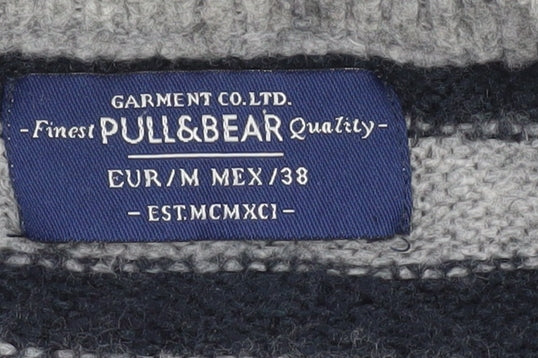 GARMENT CO.LTD.
-Finest PULL&BEAR Quality-
EUR/M MEX/38
- EST.MCMXCI -